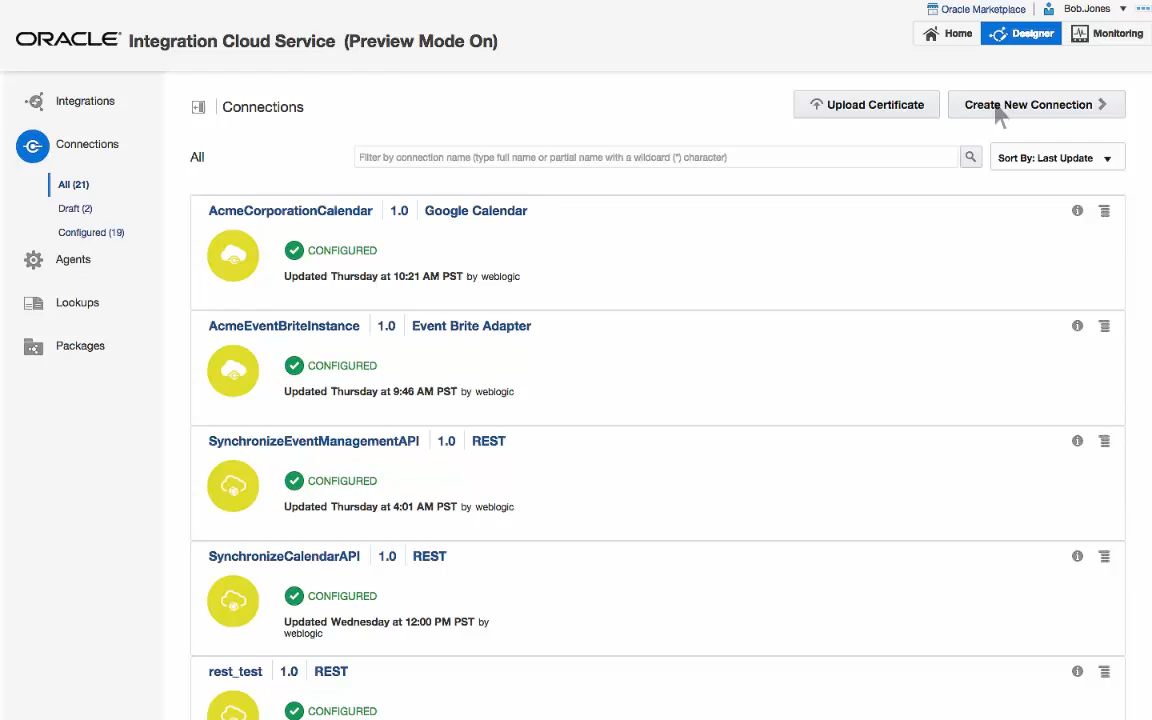 Oracle Marketplace
Bob.Jones
ORACLE® Integration Cloud Service (Preview Mode On)
Home
Designer
Monitoring
Integrations
Connections
All (21)
Draft (2)
Configured (19)
Agents
Lookups
Packages
Connections
Upload Certificate
Create New Connection
All
Filter by connection name (type full name or partial name with a wildcard (*) character)
Sort By: Last Update
AcmeCorporationCalendar 1.0 Google Calendar
CONFIGURED
Updated Thursday at 10:21 AM PST by weblogic
AcmeEventBriteInstance 1.0 Event Brite Adapter
CONFIGURED
Updated Thursday at 9:46 AM PST by weblogic
SynchronizeEventManagementAPI 1.0 REST
CONFIGURED
Updated Thursday at 4:01 AM PST by weblogic
SynchronizeCalendarAPI 1.0 REST
CONFIGURED
Updated Wednesday at 12:00 PM PST by
weblogic
rest_test 1.0 REST
CONFIGURED